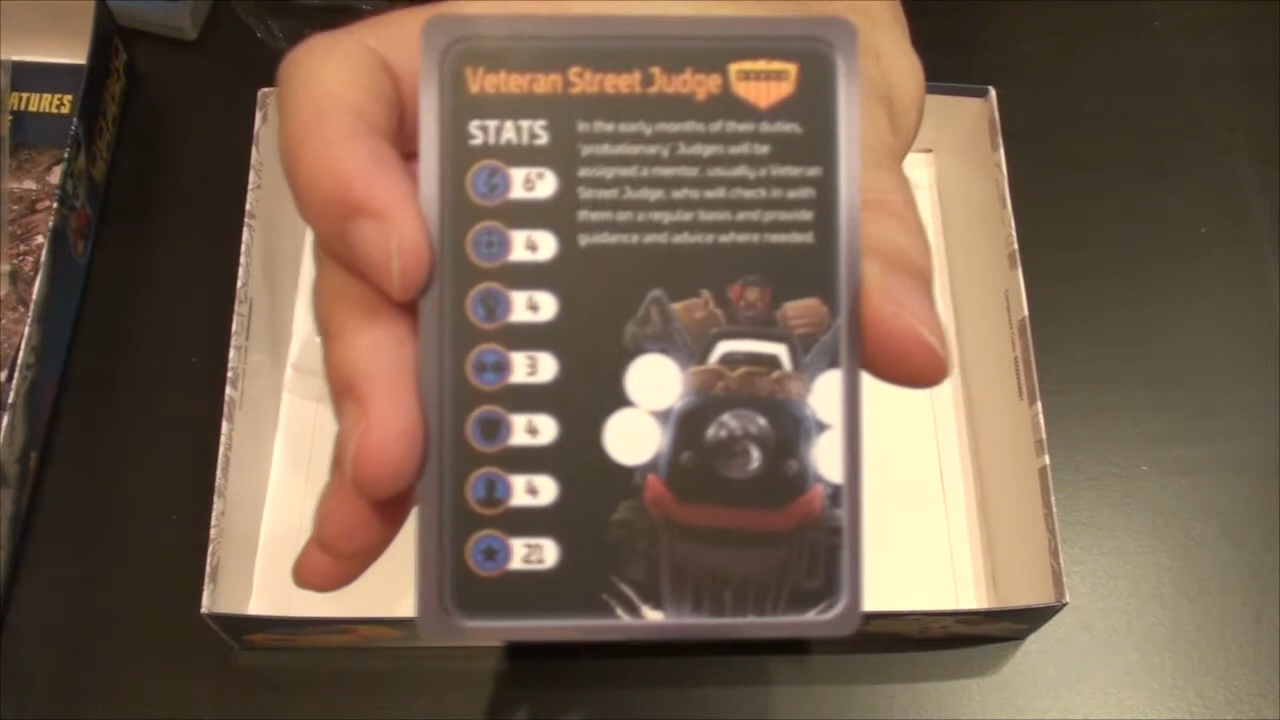 ATURES
Veteran Street Judge
STATS
In the early months of their duties,
'probationary' Judges will be
assigned a mentor, usually a Veteran
Street Judge, who will check in with
them on a regular basis and provide
guidance and advice where needed.
6"
4
4
3
4
4
21